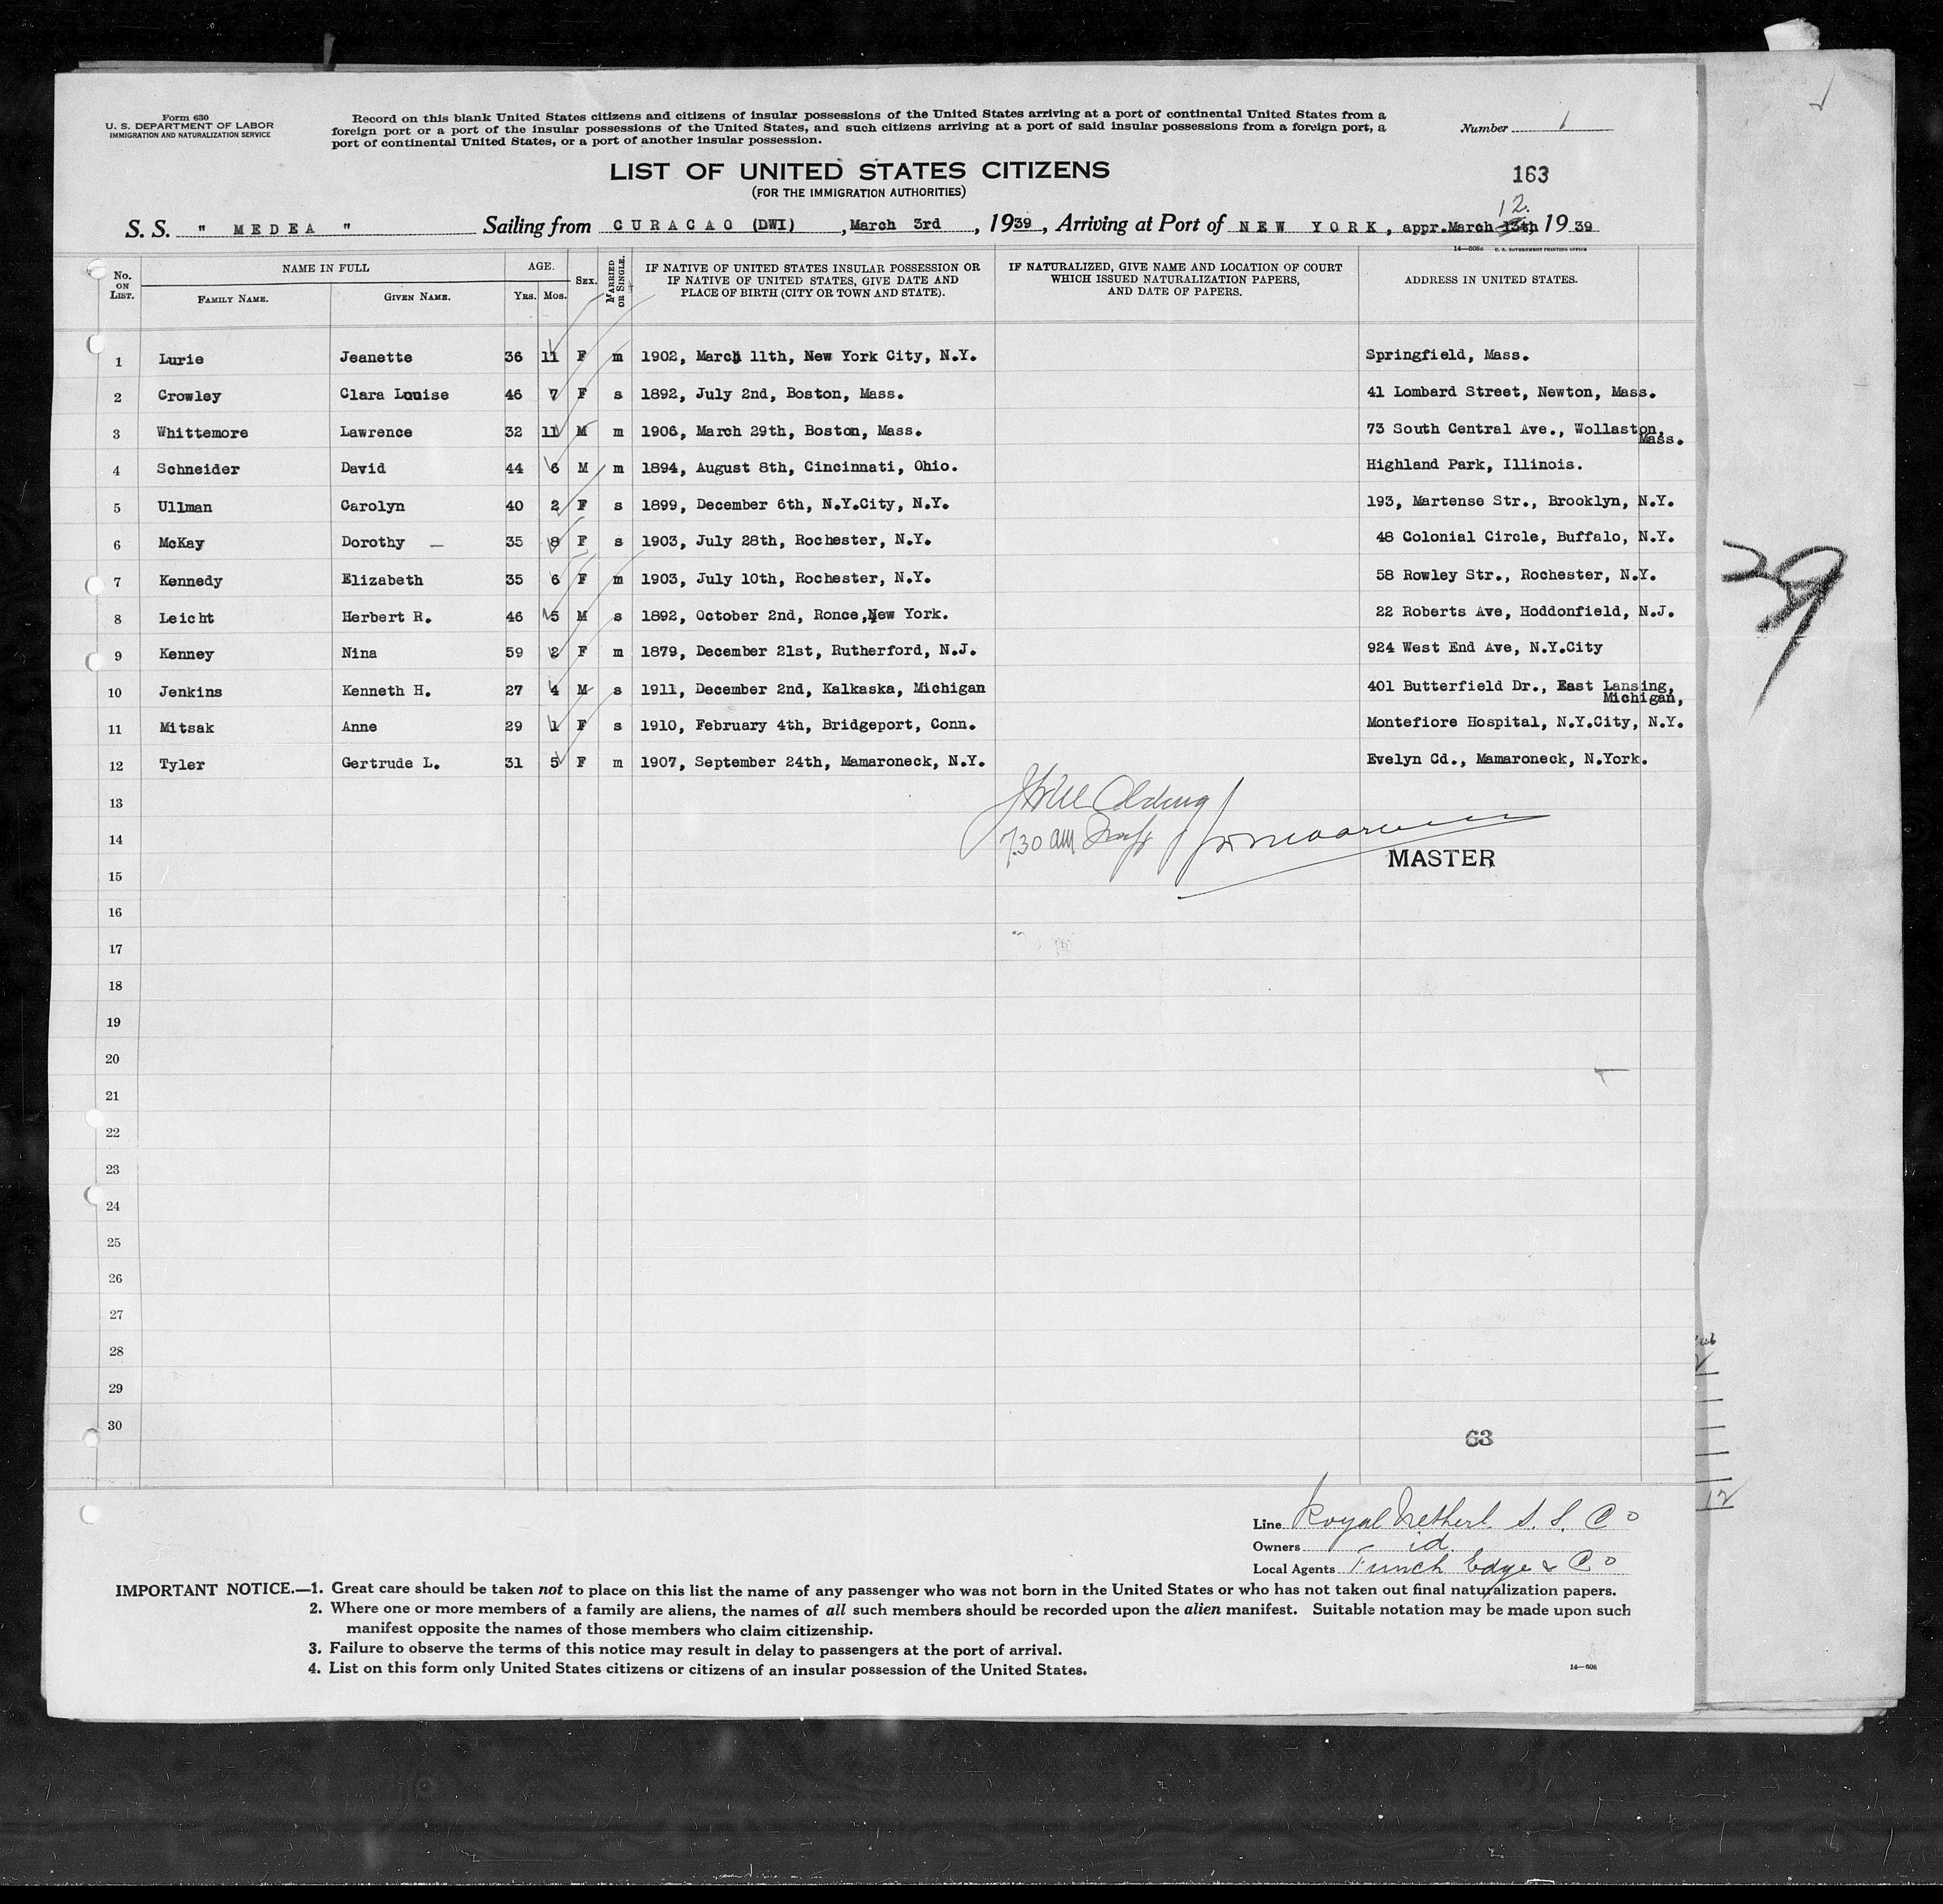 Form 630
U. S. DEPARTMENT OF LABOR
IMMIGRATION AND NATURALIZATION SERVICE
Record on this blank United States citizens and citizens of insular possessions of the United States arriving at a port of continental United States from a
foreign port or a port of the insular possessions of the United States, and such citizens arriving at a port of said insular possessions from a foreign port, a
port of continental United States, or a port of another insular possession.
Number 1
LIST OF UNITED STATES CITIZENS
(FOR THE IMMIGRATION AUTHORITIES)
163
12.
S. S. " MEDEA " Sailing from CURACAO (DWI), March 3rd, 1939, Arriving at Port of NEW YORK, appr. March 13th 1939
14—608c U. S. GOVERNMENT PRINTING OFFICE
No. ON LIST. NAME IN FULL FAMILY NAME. GIVEN NAME. AGE. YRS. MOS. SEX. MARRIED OR SINGLE. IF NATIVE OF UNITED STATES INSULAR POSSESSION OR IF NATIVE OF UNITED STATES, GIVE DATE AND PLACE OF BIRTH (CITY OR TOWN AND STATE). IF NATURALIZED, GIVE NAME AND LOCATION OF COURT WHICH ISSUED NATURALIZATION PAPERS, AND DATE OF PAPERS. ADDRESS IN UNITED STATES.
1 Lurie Jeanette 36 11 F m 1902, March 11th, New York City, N.Y. Springfield, Mass.
2 Crowley Clara Louise 46 7 F s 1892, July 2nd, Boston, Mass. 41 Lombard Street, Newton, Mass.
3 Whittemore Lawrence 32 11 M m 1906, March 29th, Boston, Mass. 73 South Central Ave., Wollaston, Mass.
4 Schneider David 44 6 M m 1894, August 8th, Cincinnati, Ohio. Highland Park, Illinois.
5 Ullman Carolyn 40 2 F s 1899, December 6th, N.Y.City, N.Y. 193, Martense Str., Brooklyn, N.Y.
6 McKay Dorothy — 35 8 F s 1903, July 28th, Rochester, N.Y. 48 Colonial Circle, Buffalo, N.Y.
7 Kennedy Elizabeth 35 6 F m 1903, July 10th, Rochester, N.Y. 58 Rowley Str., Rochester, N.Y.
8 Leicht Herbert R. 46 5 M s 1892, October 2nd, Ronce,New York. 22 Roberts Ave, Hoddonfield, N.J.
9 Kenney Nina 59 2 F m 1879, December 21st, Rutherford, N.J. 924 West End Ave, N.Y.City
10 Jenkins Kenneth H. 27 4 M s 1911, December 2nd, Kalkaska, Michigan 401 Butterfield Dr., East Lansing, Michigan,
11 Mitsak Anne 29 1 F s 1910, February 4th, Bridgeport, Conn. Montefiore Hospital, N.Y.City, N.Y.
12 Tyler Gertrude L. 31 5 F m 1907, September 24th, Mamaroneck, N.Y. Evelyn Cd., Mamaroneck, N.York.
13
14 7.30 am
MASTER
15
16
17
18
19
20
21
22
23
24
25
26
27
28
29
30
63
12
Line Royal Netherl. S. S. Co
Owners id.
Local Agents Funch Edye & Co
IMPORTANT NOTICE.—1. Great care should be taken not to place on this list the name of any passenger who was not born in the United States or who has not taken out final naturalization papers.
2. Where one or more members of a family are aliens, the names of all such members should be recorded upon the alien manifest. Suitable notation may be made upon such
manifest opposite the names of those members who claim citizenship.
3. Failure to observe the terms of this notice may result in delay to passengers at the port of arrival.
4. List on this form only United States citizens or citizens of an insular possession of the United States.
14—608